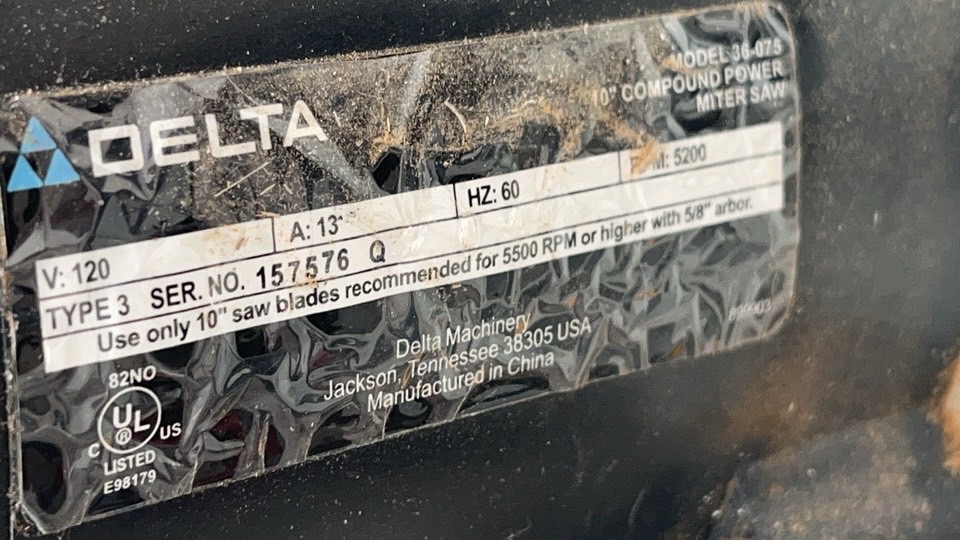 DELTA
MODEL 36-075
10" COMPOUND POWER
MITER SAW
V: 120 A: 13* HZ: 60 5200
TYPE 3 SER. NO. 157576 Q
Use only 10" saw blades recommended for 5500 RPM or higher with 5/8" arbor.
Delta Machinery
Jackson, Tennessee 38305 USA
Manufactured in China
82NO
C UL ® US
LISTED
E98179